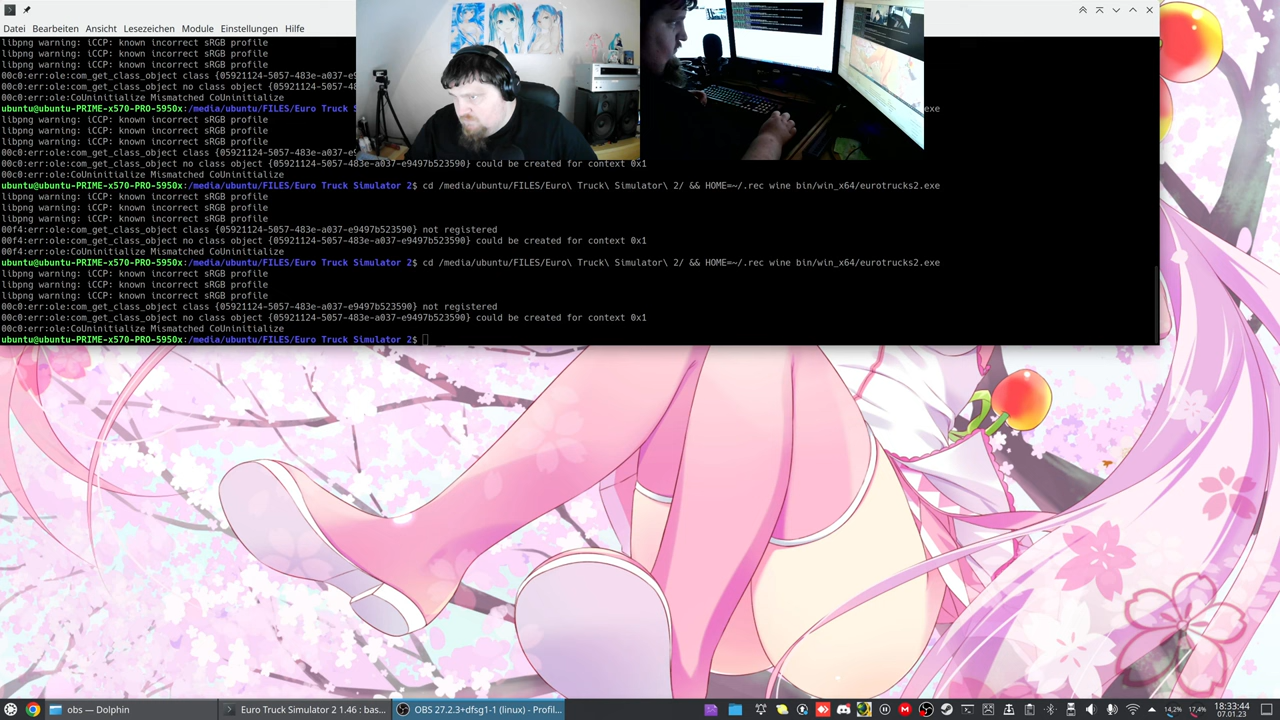 Datei Bearbeiten Ansicht Lesezeichen Module Einstellungen Hilfe
libpng warning: iCCP: known incorrect sRGB profile
libpng warning: iCCP: known incorrect sRGB profile
libpng warning: iCCP: known incorrect sRGB profile
00c0:err:ole:com_get_class_object class {05921124-5057-483e-a037-e9
00c0:err:ole:com_get_class_object no class object {05921124-5057-48
00c0:err:ole:CoUninitialize Mismatched CoUninitialize
ubuntu@ubuntu-PRIME-x570-PRO-5950x:/media/ubuntu/FILES/Euro Truck S exe
libpng warning: iCCP: known incorrect sRGB profile
libpng warning: iCCP: known incorrect sRGB profile
libpng warning: iCCP: known incorrect sRGB profile
00c0:err:ole:com_get_class_object class {05921124-5057-483e-a037-e9
00c0:err:ole:com_get_class_object no class object {05921124-5057-483e-a037-e9497b523590} could be created for context 0x1
00c0:err:ole:CoUninitialize Mismatched CoUninitialize
ubuntu@ubuntu-PRIME-x570-PRO-5950x:/media/ubuntu/FILES/Euro Truck Simulator 2$ cd /media/ubuntu/FILES/Euro\ Truck\ Simulator\ 2/ && HOME=~/.rec wine bin/win_x64/eurotrucks2.exe
libpng warning: iCCP: known incorrect sRGB profile
libpng warning: iCCP: known incorrect sRGB profile
libpng warning: iCCP: known incorrect sRGB profile
00f4:err:ole:com_get_class_object class {05921124-5057-483e-a037-e9497b523590} not registered
00f4:err:ole:com_get_class_object no class object {05921124-5057-483e-a037-e9497b523590} could be created for context 0x1
00f4:err:ole:CoUninitialize Mismatched CoUninitialize
ubuntu@ubuntu-PRIME-x570-PRO-5950x:/media/ubuntu/FILES/Euro Truck Simulator 2$ cd /media/ubuntu/FILES/Euro\ Truck\ Simulator\ 2/ && HOME=~/.rec wine bin/win_x64/eurotrucks2.exe
libpng warning: iCCP: known incorrect sRGB profile
libpng warning: iCCP: known incorrect sRGB profile
libpng warning: iCCP: known incorrect sRGB profile
00c0:err:ole:com_get_class_object class {05921124-5057-483e-a037-e9497b523590} not registered
00c0:err:ole:com_get_class_object no class object {05921124-5057-483e-a037-e9497b523590} could be created for context 0x1
00c0:err:ole:CoUninitialize Mismatched CoUninitialize
ubuntu@ubuntu-PRIME-x570-PRO-5950x:/media/ubuntu/FILES/Euro Truck Simulator 2$
obs — Dolphin
Euro Truck Simulator 2 1.46 : bas...
OBS 27.2.3+dfsg1-1 (linux) - Profil...
14,2% 17,4% 18:33:44
07.01.23